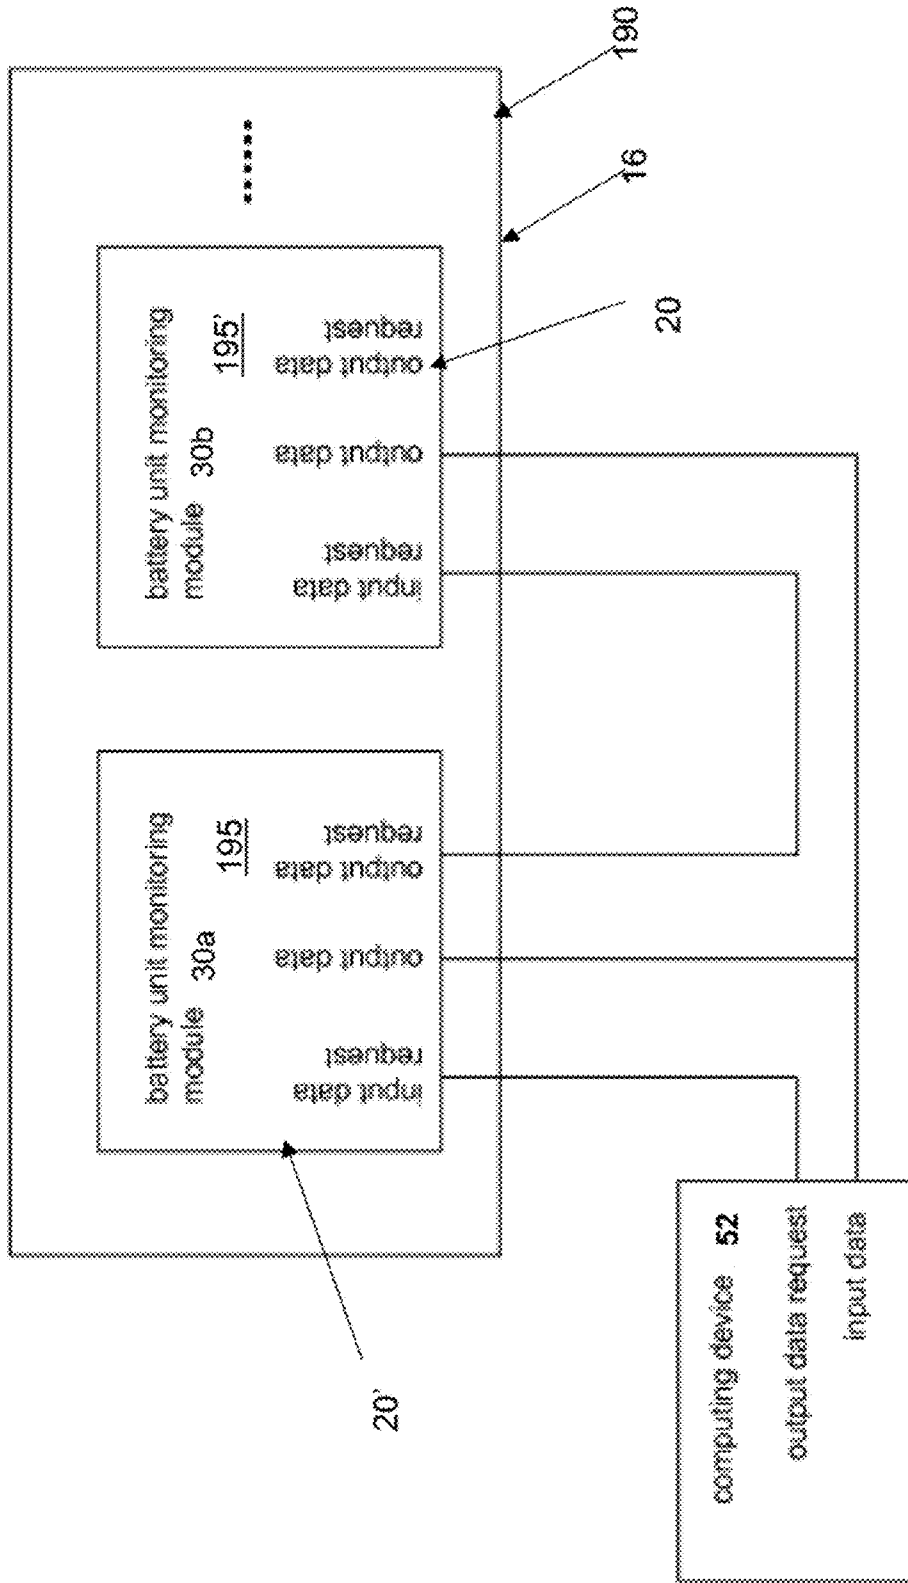 battery unit monitoring
module 30a
195
input data
request
output data
output data
request
battery unit monitoring
module 30b
195'
input data
request
output data
output data
request
.......
190
16
20
20'
computing device 52
output data request
input data